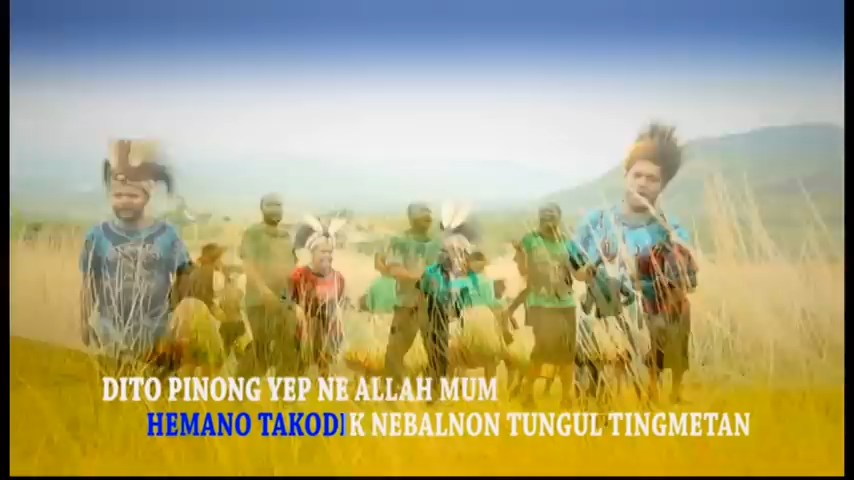 DITO PINONG YEP NE ALLAH MUM
HEMANO TAKODIK NEBALNON TUNGUL TINGMETAN